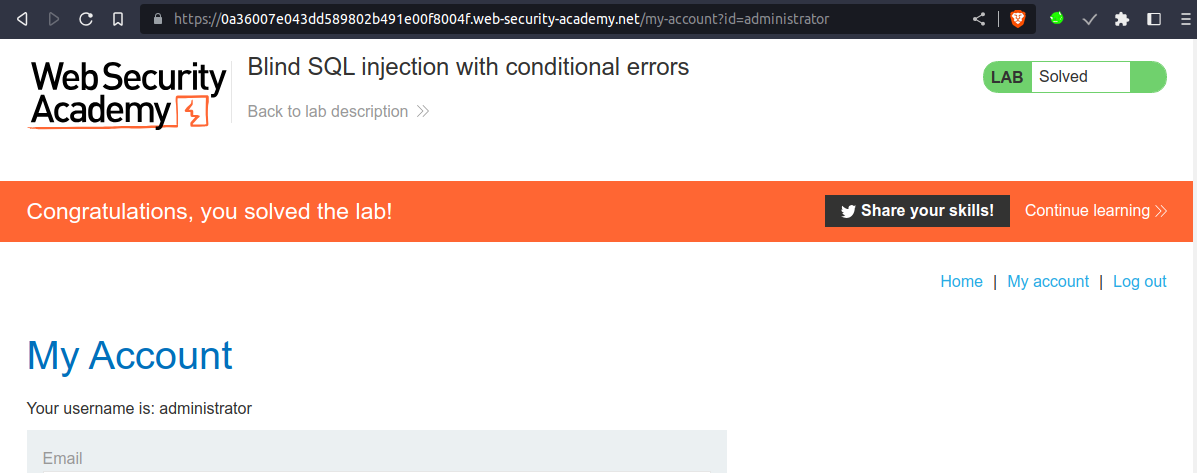 https://0a36007e043dd589802b491e00f8004f.web-security-academy.net/my-account?id=administrator
Web Security
Academy
Blind SQL injection with conditional errors
Back to lab description
LAB Solved
Congratulations, you solved the lab!
Share your skills!
Continue learning
Home | My account | Log out
My Account
Your username is: administrator
Email